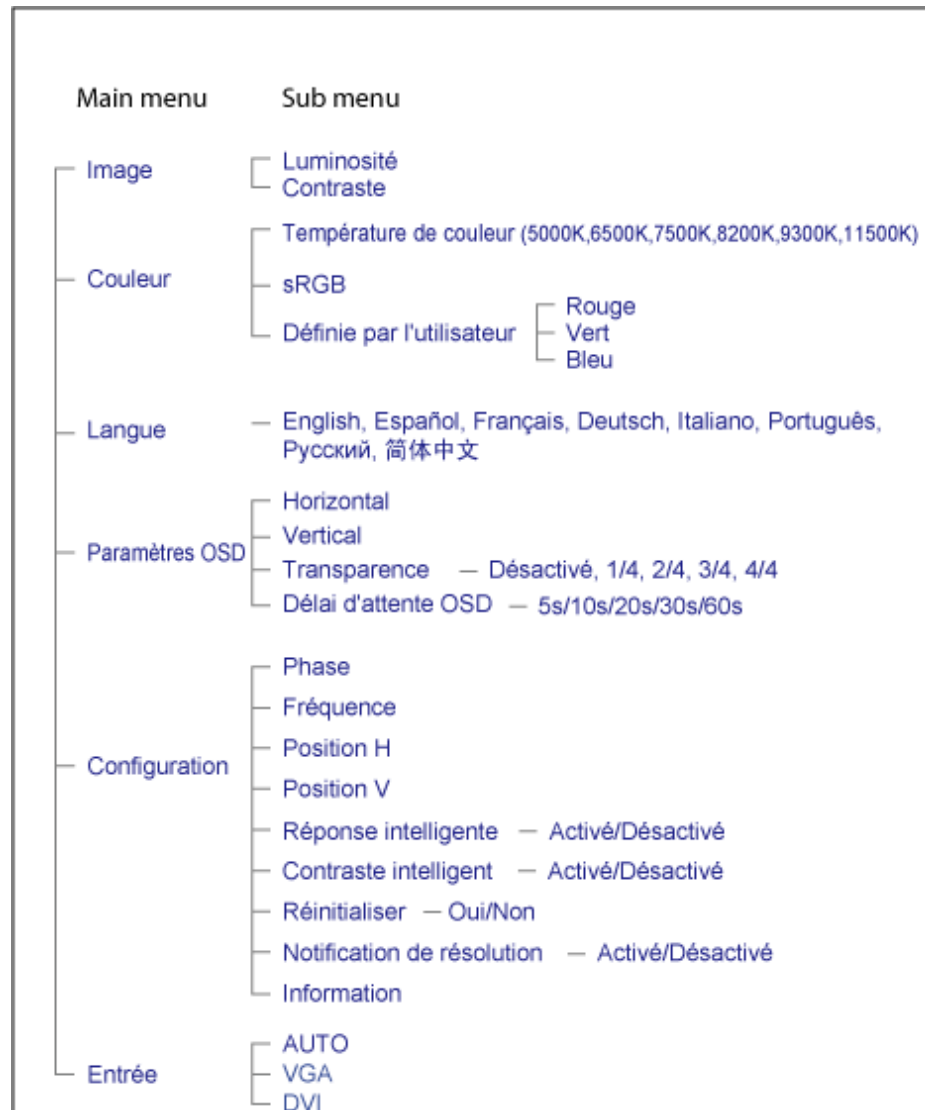 Main menu Sub menu
Image
Luminosité
Contraste
Couleur
Température de couleur (5000K,6500K,7500K,8200K,9300K,11500K)
sRGB
Définie par l'utilisateur
Rouge
Vert
Bleu
Langue
English, Español, Français, Deutsch, Italiano, Português,
Русский, 简体中文
Paramètres OSD
Horizontal
Vertical
Transparence — Désactivé, 1/4, 2/4, 3/4, 4/4
Délai d'attente OSD — 5s/10s/20s/30s/60s
Configuration
Phase
Fréquence
Position H
Position V
Réponse intelligente — Activé/Désactivé
Contraste intelligent — Activé/Désactivé
Réinitialiser — Oui/Non
Notification de résolution — Activé/Désactivé
Information
Entrée
AUTO
VGA
DVI